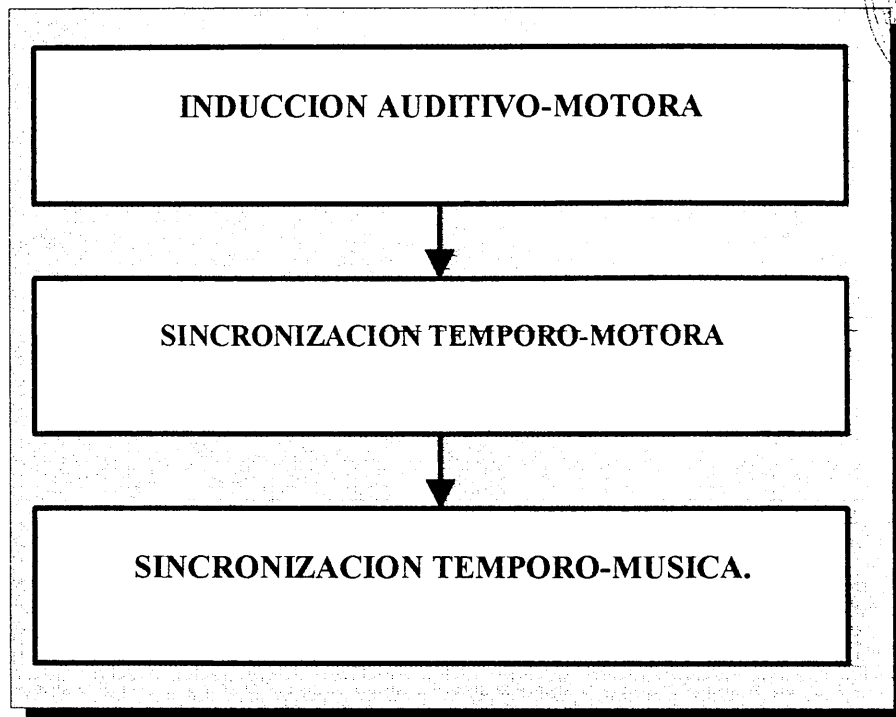 INDUCCION AUDITIVO-MOTORA
SINCRONIZACION TEMPORO-MOTORA
SINCRONIZACION TEMPORO-MUSICA.